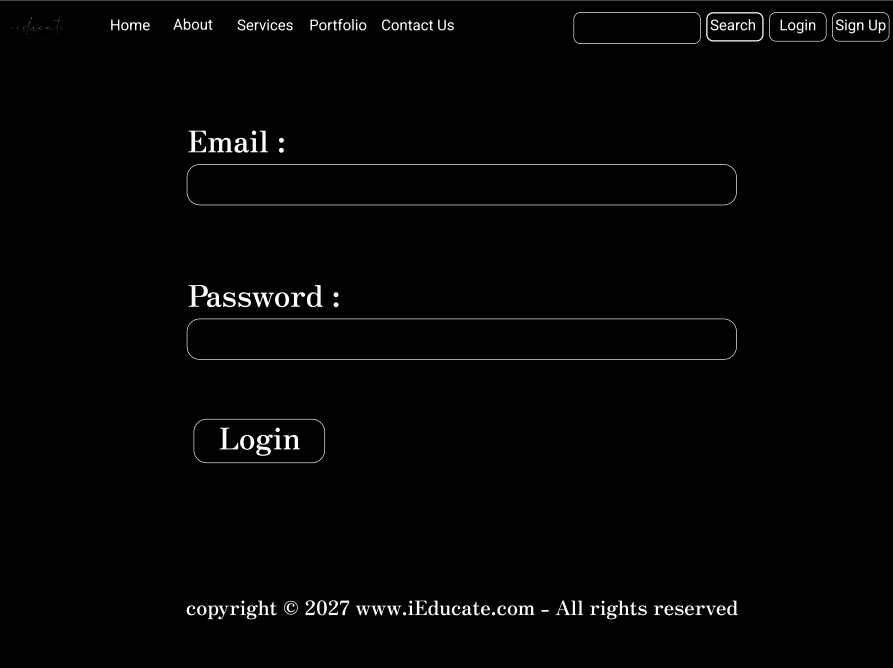 ieducate Home About Services Portfolio Contact Us Search Login Sign Up
Email :
Password :
Login
copyright © 2027 www.iEducate.com - All rights reserved